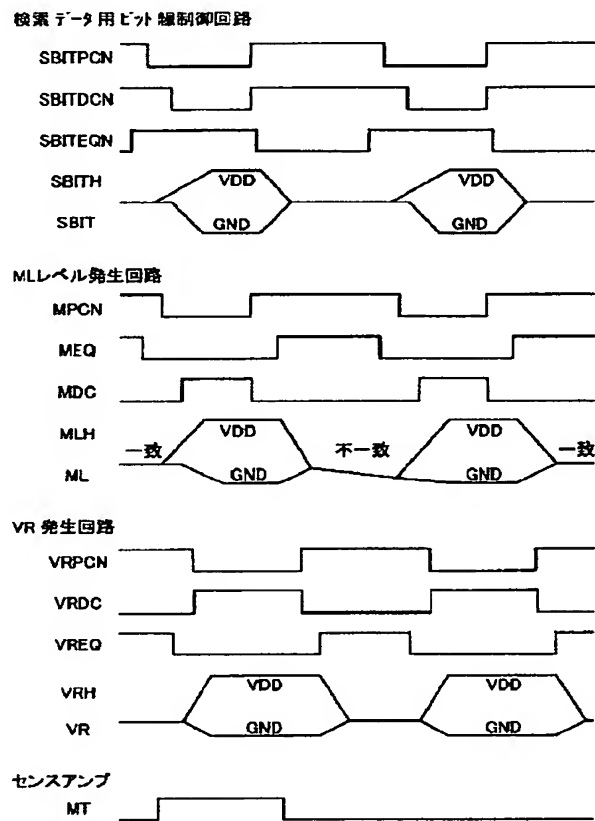 検索データ用ビット線制御回路
SBITPCN
SBITDCN
SBITEQN
SBITH
VDD
VDD
SBIT
GND
GND
MLレベル発生回路
MPCN
MEQ
MDC
MLH
VDD
VDD
一致
不一致
一致
ML
GND
GND
VR発生回路
VRPCN
VRDC
VREQ
VRH
VDD
VDD
VR
GND
GND
センスアンプ
MT